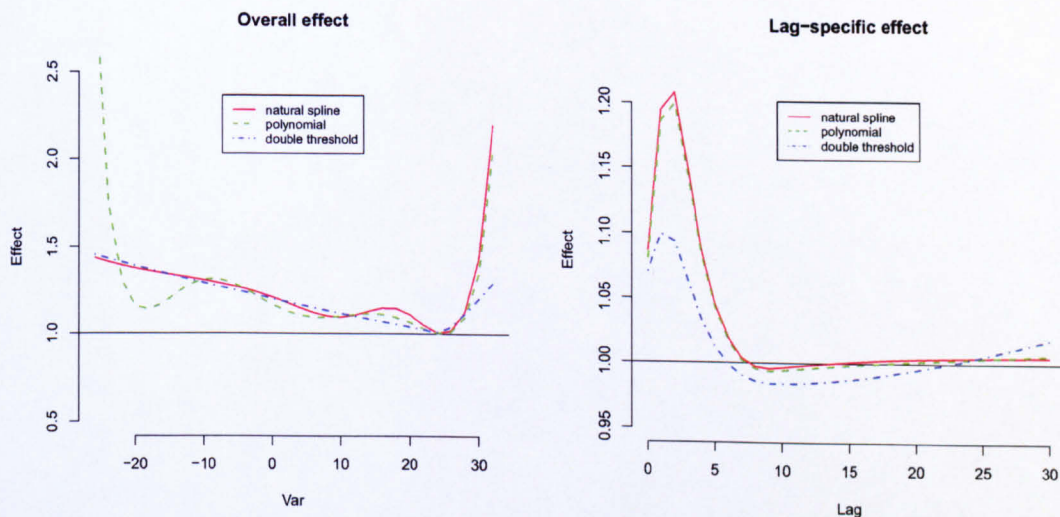 Overall effect
Effect
2.5
2.0
1.5
1.0
0.5
natural spline
polynomial
double threshold
−20
−10
0
10
20
30
Var
Lag−specific effect
Effect
1.20
1.15
1.10
1.05
1.00
0.95
natural spline
polynomial
double threshold
0
5
10
15
20
25
30
Lag